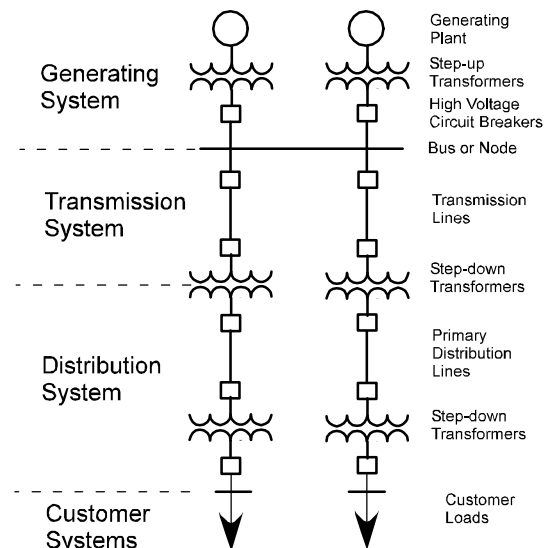 Generating
Plant
Generating
System
Step-up
Transformers
High Voltage
Circuit Breakers
Bus or Node
Transmission
System
Transmission
Lines
Step-down
Transformers
Distribution
System
Primary
Distribution
Lines
Step-down
Transformers
Customer
Systems
Customer
Loads